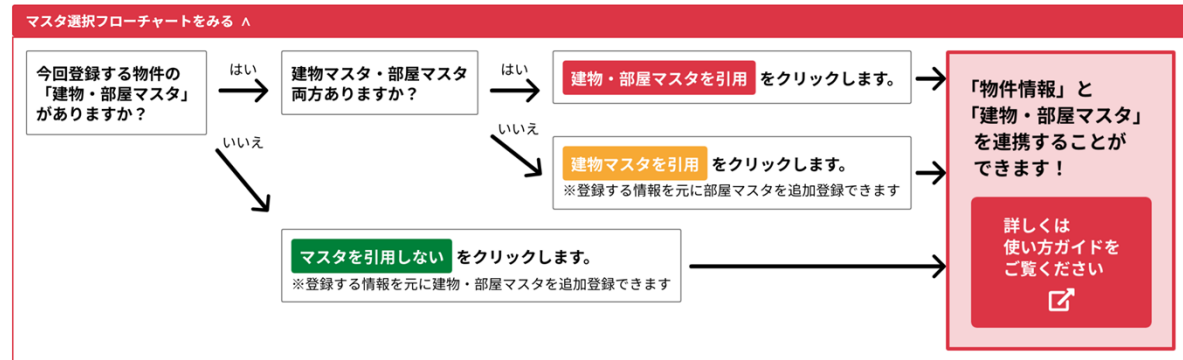 マスタ選択フローチャートをみる ∧
今回登録する物件の
「建物・部屋マスタ」
がありますか？
はい
いいえ
建物マスタ・部屋マスタ
両方ありますか？
はい
いいえ
建物・部屋マスタを引用 をクリックします。
建物マスタを引用 をクリックします。
※登録する情報を元に部屋マスタを追加登録できます
マスタを引用しない をクリックします。
※登録する情報を元に建物・部屋マスタを追加登録できます
「物件情報」と
「建物・部屋マスタ」
を連携することが
できます！
詳しくは
使い方ガイドを
ご覧ください